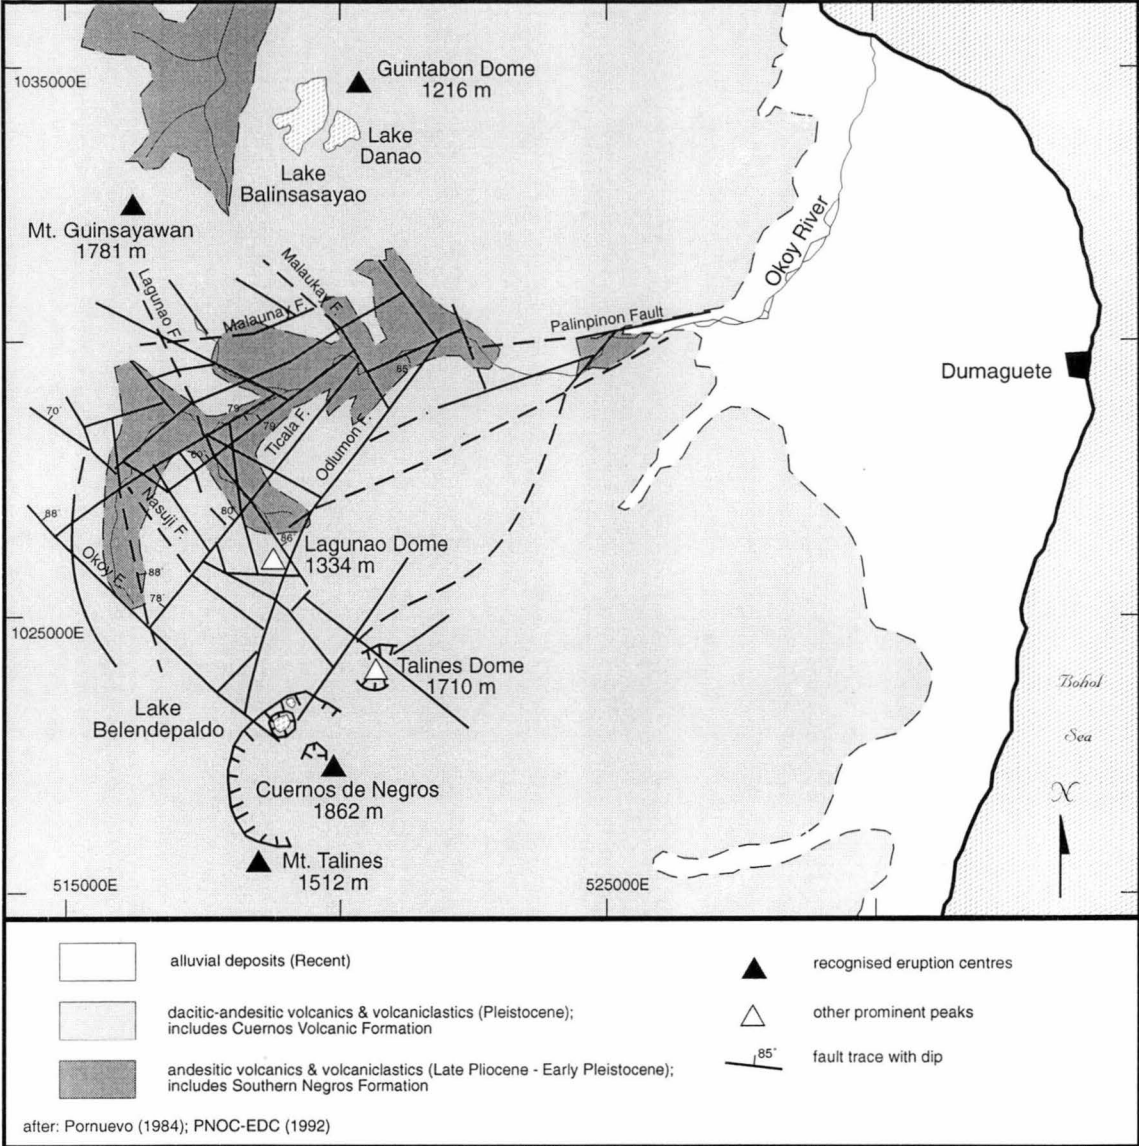 1035000E
Guintabon Dome
1216 m
Lake
Danao
Lake
Balinsasayao
Mt. Guinsayawan
1781 m
Okoy River
Lagunao F.
Malaukay F.
Malaunay F.
Palinpinon Fault
Dumaguete
85°
70°
79°
79°
Ticala F.
Odlumon F.
60°
Nasuji F.
88°
80°
86°
Okoy F.
Lagunao Dome
1334 m
88°
78°
1025000E
Talines Dome
1710 m
Bohol
Sea
Lake
Belendepaldo
N
Cuernos de Negros
1862 m
Mt. Talines
1512 m
515000E
525000E
alluvial deposits (Recent)
dacitic-andesitic volcanics & volcaniclastics (Pleistocene);
includes Cuernos Volcanic Formation
andesitic volcanics & volcaniclastics (Late Pliocene - Early Pleistocene);
includes Southern Negros Formation
recognised eruption centres
other prominent peaks
85°
fault trace with dip
after: Pornuevo (1984); PNOC-EDC (1992)